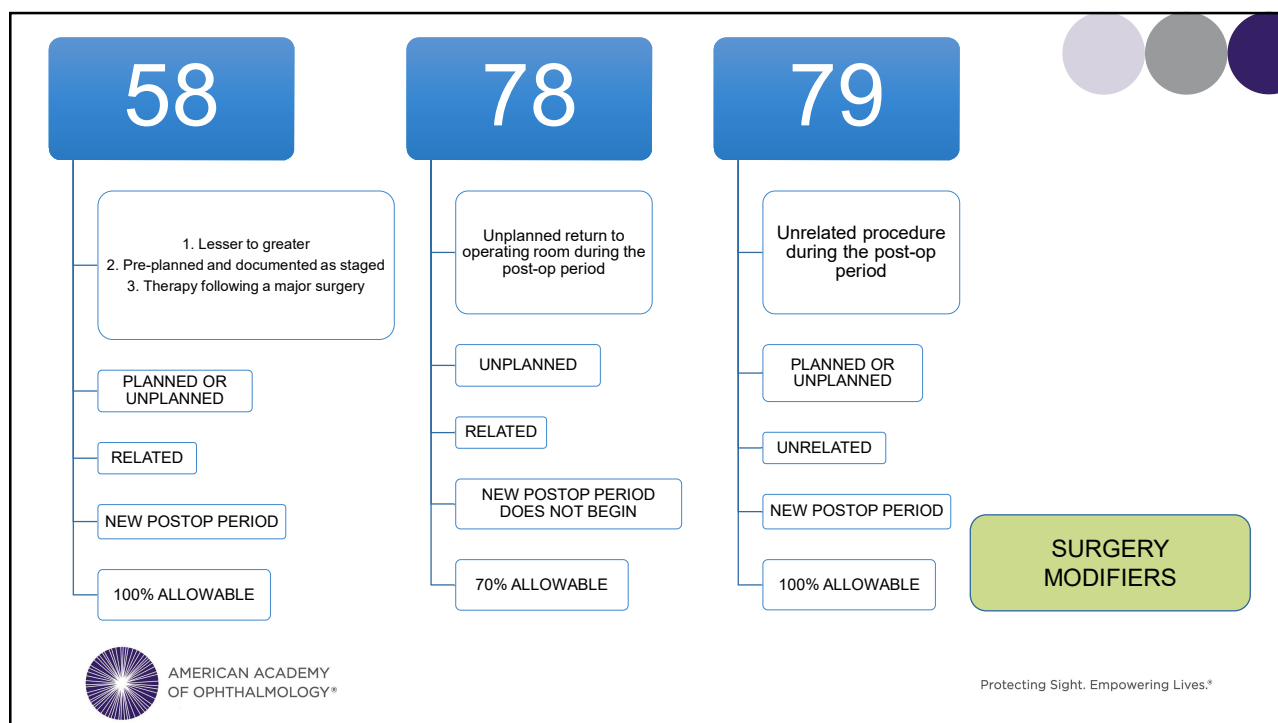 58
1. Lesser to greater
2. Pre-planned and documented as staged
3. Therapy following a major surgery
PLANNED OR
UNPLANNED
RELATED
NEW POSTOP PERIOD
100% ALLOWABLE
78
Unplanned return to
operating room during the
post-op period
UNPLANNED
RELATED
NEW POSTOP PERIOD
DOES NOT BEGIN
70% ALLOWABLE
79
Unrelated procedure
during the post-op
period
PLANNED OR
UNPLANNED
UNRELATED
NEW POSTOP PERIOD
100% ALLOWABLE
SURGERY
MODIFIERS
AMERICAN ACADEMY
OF OPHTHALMOLOGY®
Protecting Sight. Empowering Lives.®